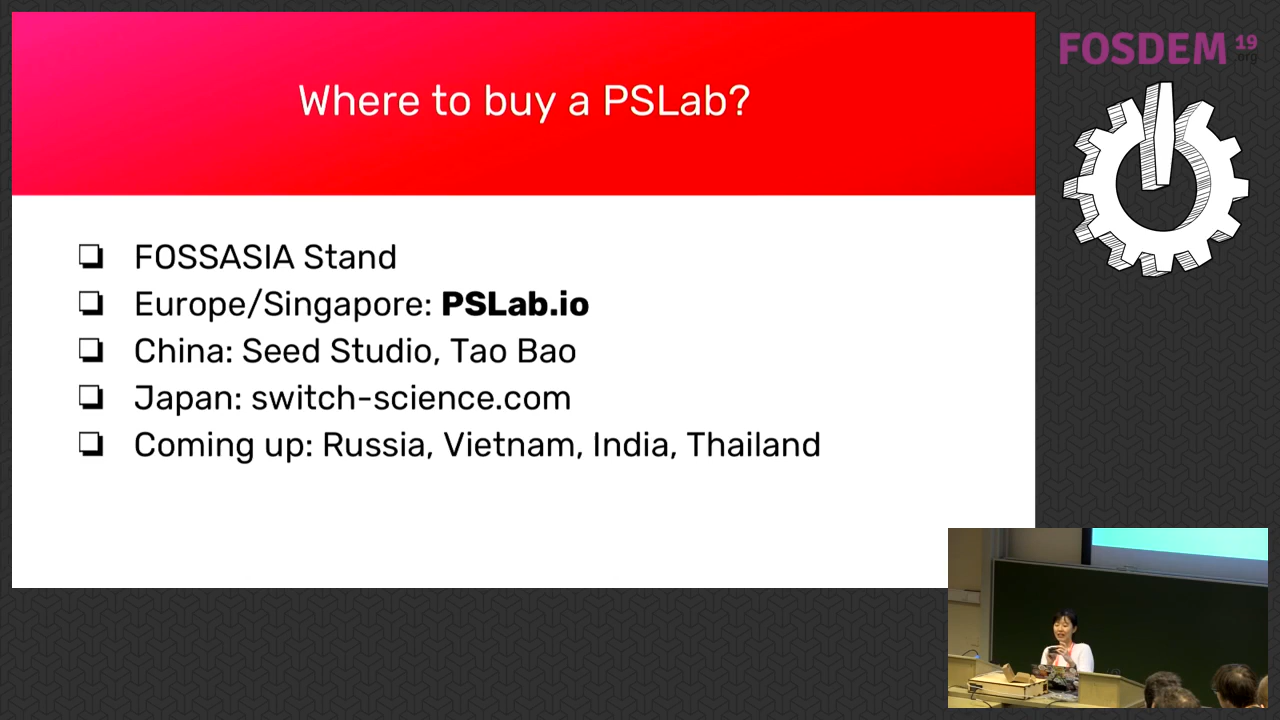 Where to buy a PSLab?
FOSDEM 19
.org
FOSSASIA Stand
Europe/Singapore: PSLab.io
China: Seed Studio, Tao Bao
Japan: switch-science.com
Coming up: Russia, Vietnam, India, Thailand